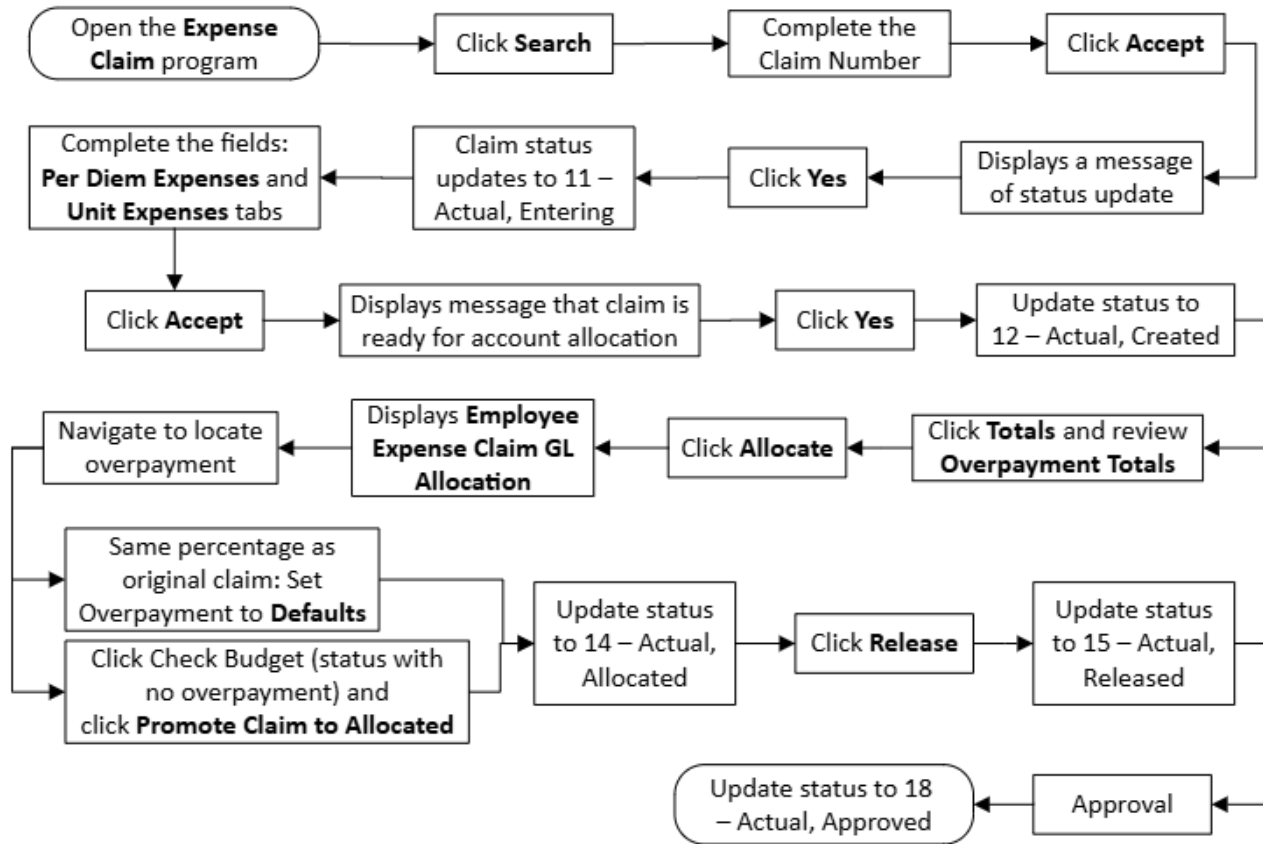 Open the Expense
Claim program
Click Search
Complete the
Claim Number
Click Accept
Displays a message
of status update
Click Yes
Claim status
updates to 11 –
Actual, Entering
Complete the fields:
Per Diem Expenses and
Unit Expenses tabs
Click Accept
Displays message that claim is
ready for account allocation
Click Yes
Update status to
12 – Actual, Created
Click Totals and review
Overpayment Totals
Click Allocate
Displays Employee
Expense Claim GL
Allocation
Navigate to locate
overpayment
Same percentage as
original claim: Set
Overpayment to Defaults
Click Check Budget (status with
no overpayment) and
click Promote Claim to Allocated
Update status
to 14 – Actual,
Allocated
Click Release
Update status
to 15 – Actual,
Released
Approval
Update status to 18
– Actual, Approved